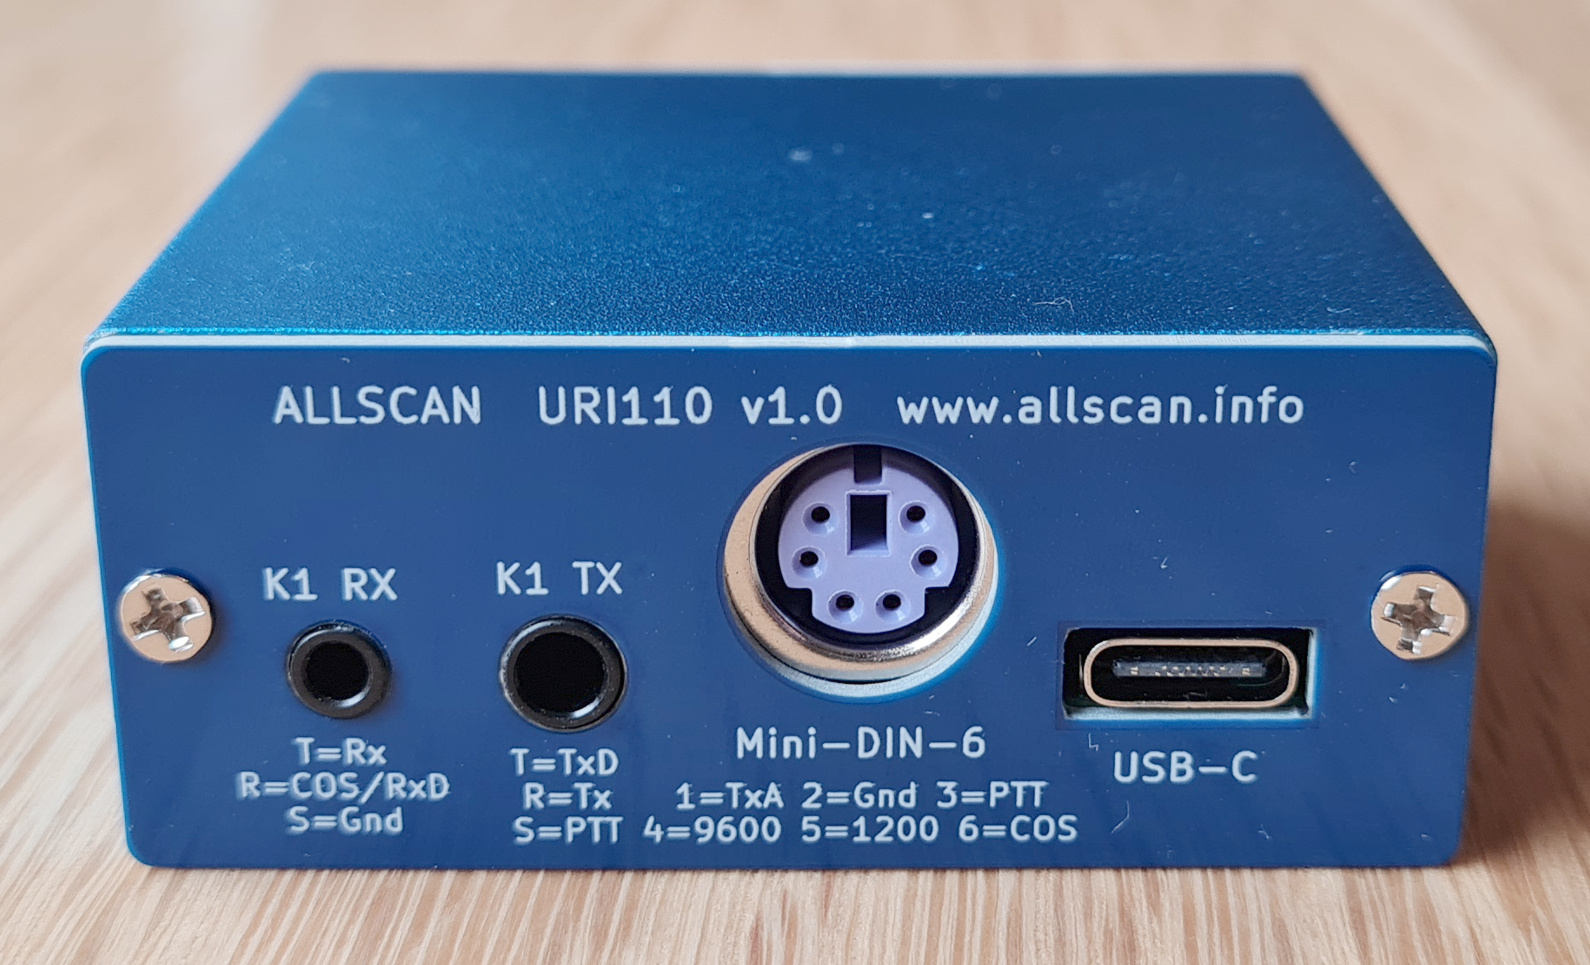 ALLSCAN URI110 v1.0 www.allscan.info
K1 RX
T=Rx
R=COS/RxD
S=Gnd
K1 TX
T=TxD
R=Tx
S=PTT
Mini-DIN-6
1=TxA 2=Gnd 3=PTT
4=9600 5=1200 6=COS
USB-C